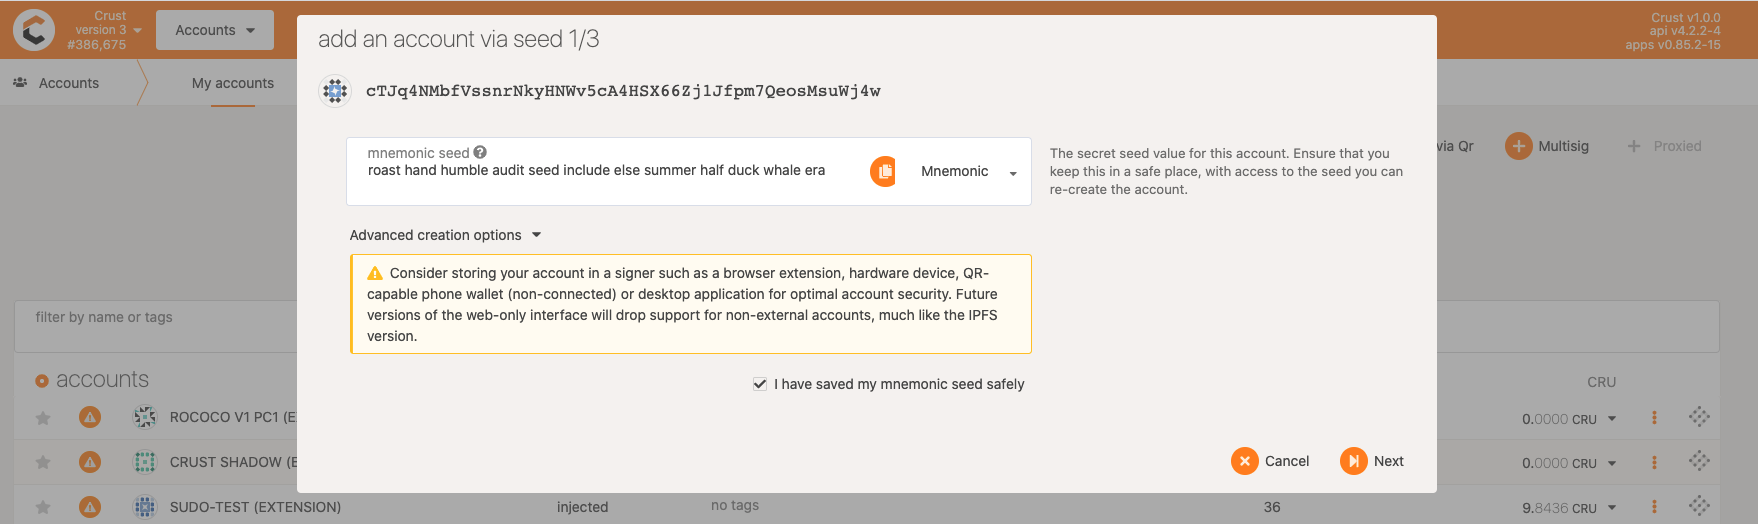 Crust
version 3
#386,675
Accounts
Crust v1.0.0
api v4.2.2-4
apps v0.85.2-15
Accounts
My accounts
add an account via seed 1/3
cTJq4NMbfVssnrNkyHNWv5cA4HSX66Zj1Jfpm7QeosMsuWj4w
mnemonic seed
roast hand humble audit seed include else summer half duck whale era
Mnemonic
The secret seed value for this account. Ensure that you
keep this in a safe place, with access to the seed you can
re-create the account.
via Qr
Multisig
Proxied
Advanced creation options
Consider storing your account in a signer such as a browser extension, hardware device, QR-
capable phone wallet (non-connected) or desktop application for optimal account security. Future
versions of the web-only interface will drop support for non-external accounts, much like the IPFS
version.
filter by name or tags
I have saved my mnemonic seed safely
accounts
CRU
ROCOCO V1 PC1 (E
0.0000 CRU
CRUST SHADOW (E
0.0000 CRU
Cancel
Next
SUDO-TEST (EXTENSION)
injected
no tags
36
9.8436 CRU